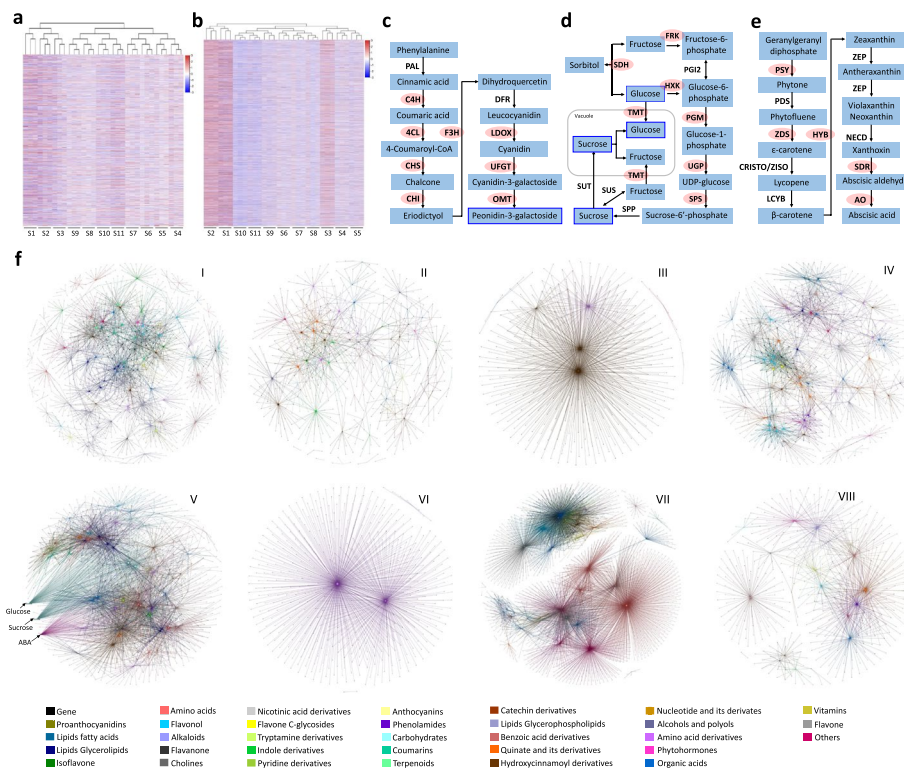 a
S1 S2 S3 S9 S8 S10 S11 S7 S6 S5 S4
b
S2 S1 S10 S11 S9 S6 S7 S8 S3 S4 S5
c
Phenylalanine
PAL
Cinnamic acid
C4H
Coumaric acid
4CL
4-Coumaroyl-CoA
CHS
Chalcone
CHI
Eriodictyol
F3H
Dihydroquercetin
DFR
Leucocyanidin
LDOX
Cyanidin
UFGT
Cyanidin-3-galactoside
OMT
Peonidin-3-galactoside
d
Sorbitol
SDH
Fructose
FRK
Fructose-6-
phosphate
PGI2
Glucose
HXK
Glucose-6-
phosphate
TMT
PGM
Vacuole
Glucose
Sucrose
Fructose
Glucose-1-
phosphate
TMT
UGP
SUT
SUS
Fructose
UDP-glucose
SPS
Sucrose
SPP
Sucrose-6’-phosphate
e
Geranylgeranyl
diphosphate
PSY
Phytone
PDS
Phytofluene
ZDS
ε-carotene
CRISTO/ZISO
Lycopene
LCYB
β-carotene
HYB
Zeaxanthin
ZEP
Antheraxanthin
ZEP
Violaxanthin
Neoxanthin
NECD
Xanthoxin
SDR
Abscisic aldehyd
AO
Abscisic acid
f
I
II
III
IV
V
Glucose
Sucrose
ABA
VI
VII
VIII
Gene
Proanthocyanidins
Lipids fatty acids
Lipids Glycerolipids
Isoflavone
Amino acids
Flavonol
Alkaloids
Flavanone
Cholines
Nicotinic acid derivatives
Flavone C-glycosides
Tryptamine derivatives
Indole derivatives
Pyridine derivatives
Anthocyanins
Phenolamides
Carbohydrates
Coumarins
Terpenoids
Catechin derivatives
Lipids Glycerophospholipids
Benzoic acid derivatives
Quinate and its derivatives
Hydroxycinnamoyl derivatives
Nucleotide and its derivates
Alcohols and polyols
Amino acid derivatives
Phytohormones
Organic acids
Vitamins
Flavone
Others